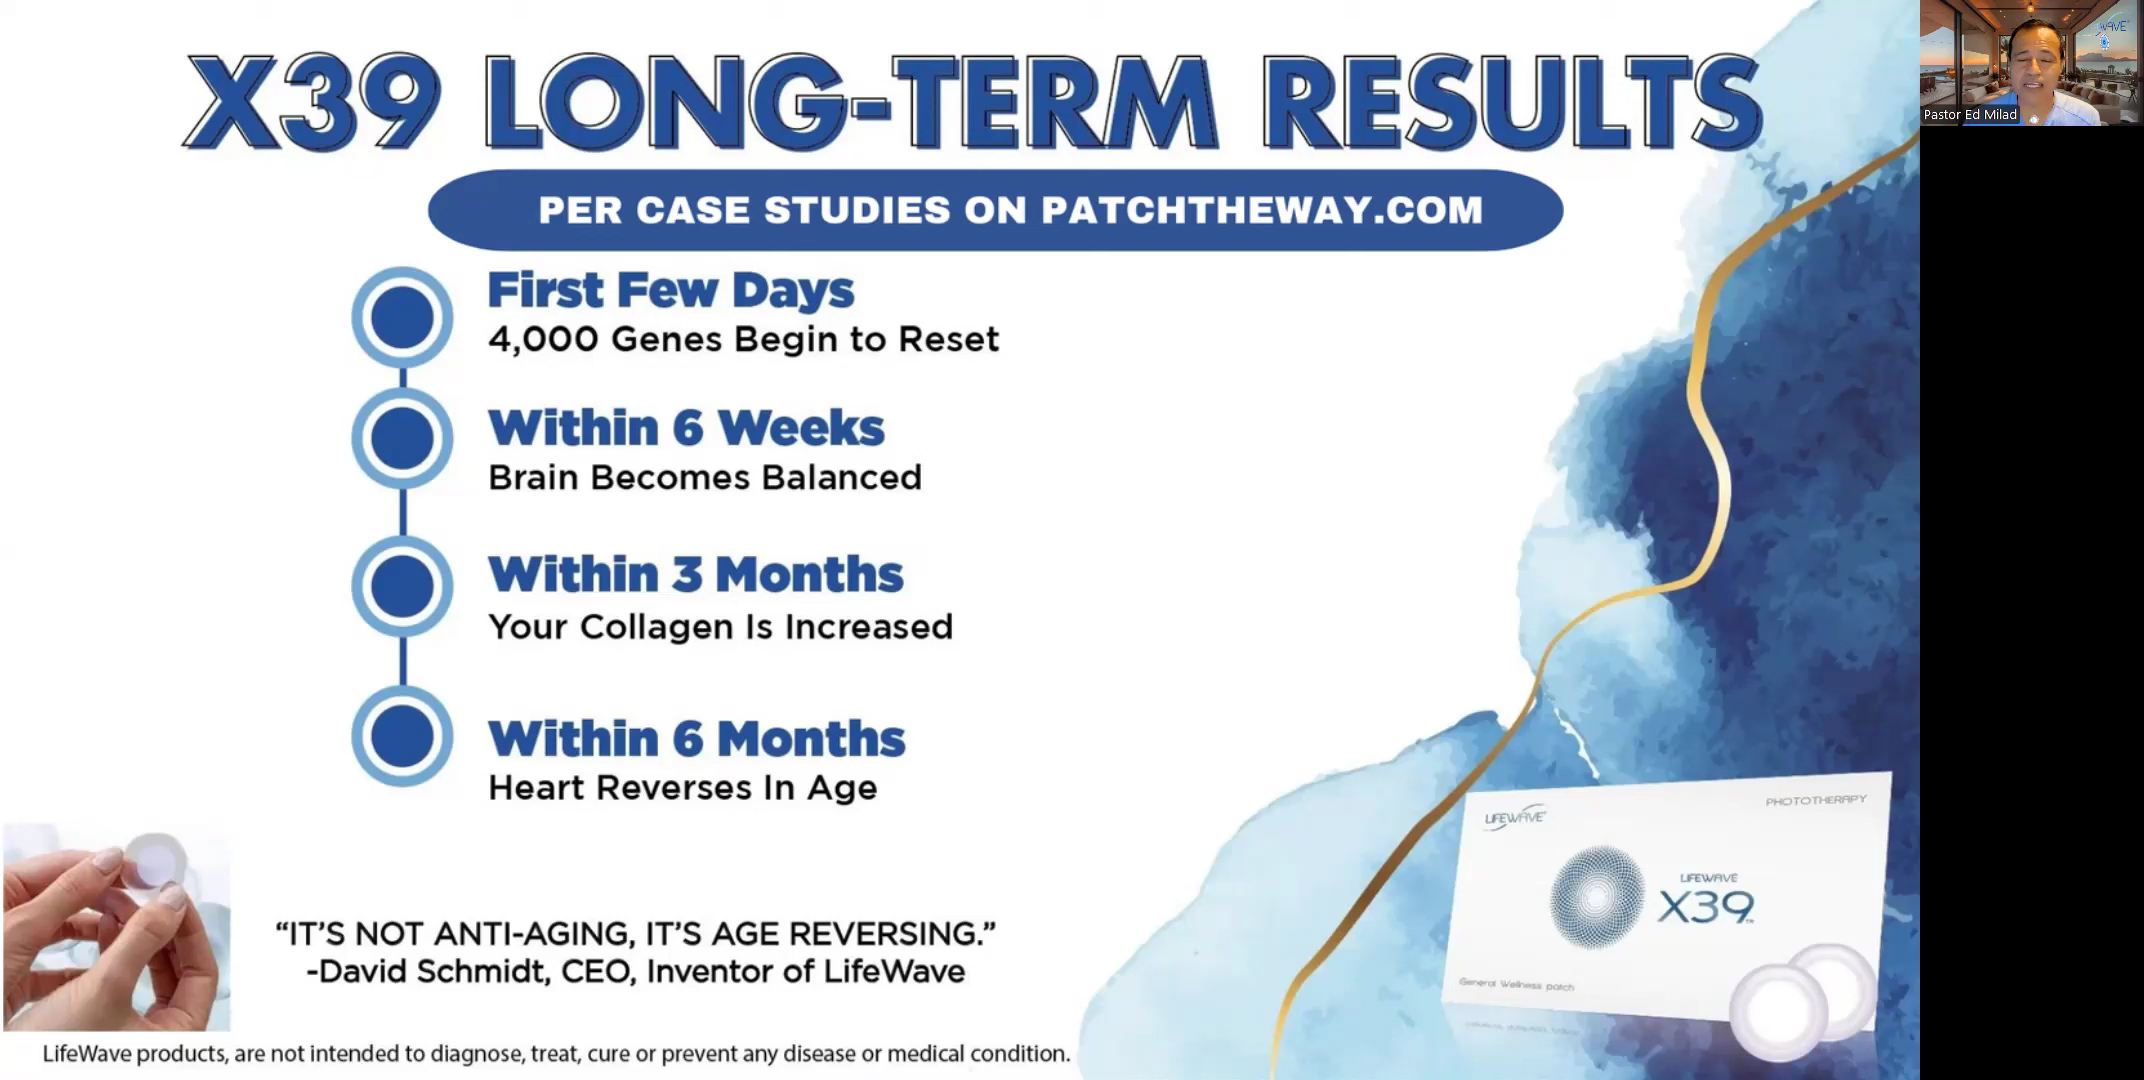 X39 LONG-TERM RESULTS
PER CASE STUDIES ON PATCHTHEWAY.COM
First Few Days
4,000 Genes Begin to Reset
Within 6 Weeks
Brain Becomes Balanced
Within 3 Months
Your Collagen Is Increased
Within 6 Months
Heart Reverses In Age
“IT’S NOT ANTI-AGING, IT’S AGE REVERSING.”
-David Schmidt, CEO, Inventor of LifeWave
LifeWave products, are not intended to diagnose, treat, cure or prevent any disease or medical condition.
LIFEWAVE
PHOTOTHERAPY
LIFEWAVE
X39™
General Wellness patch
Pastor Ed Milad